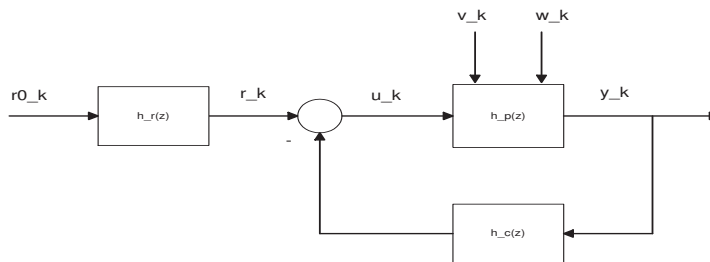 v_k w_k
r0_k r_k u_k y_k
h_r(z) h_p(z)
-
h_c(z)